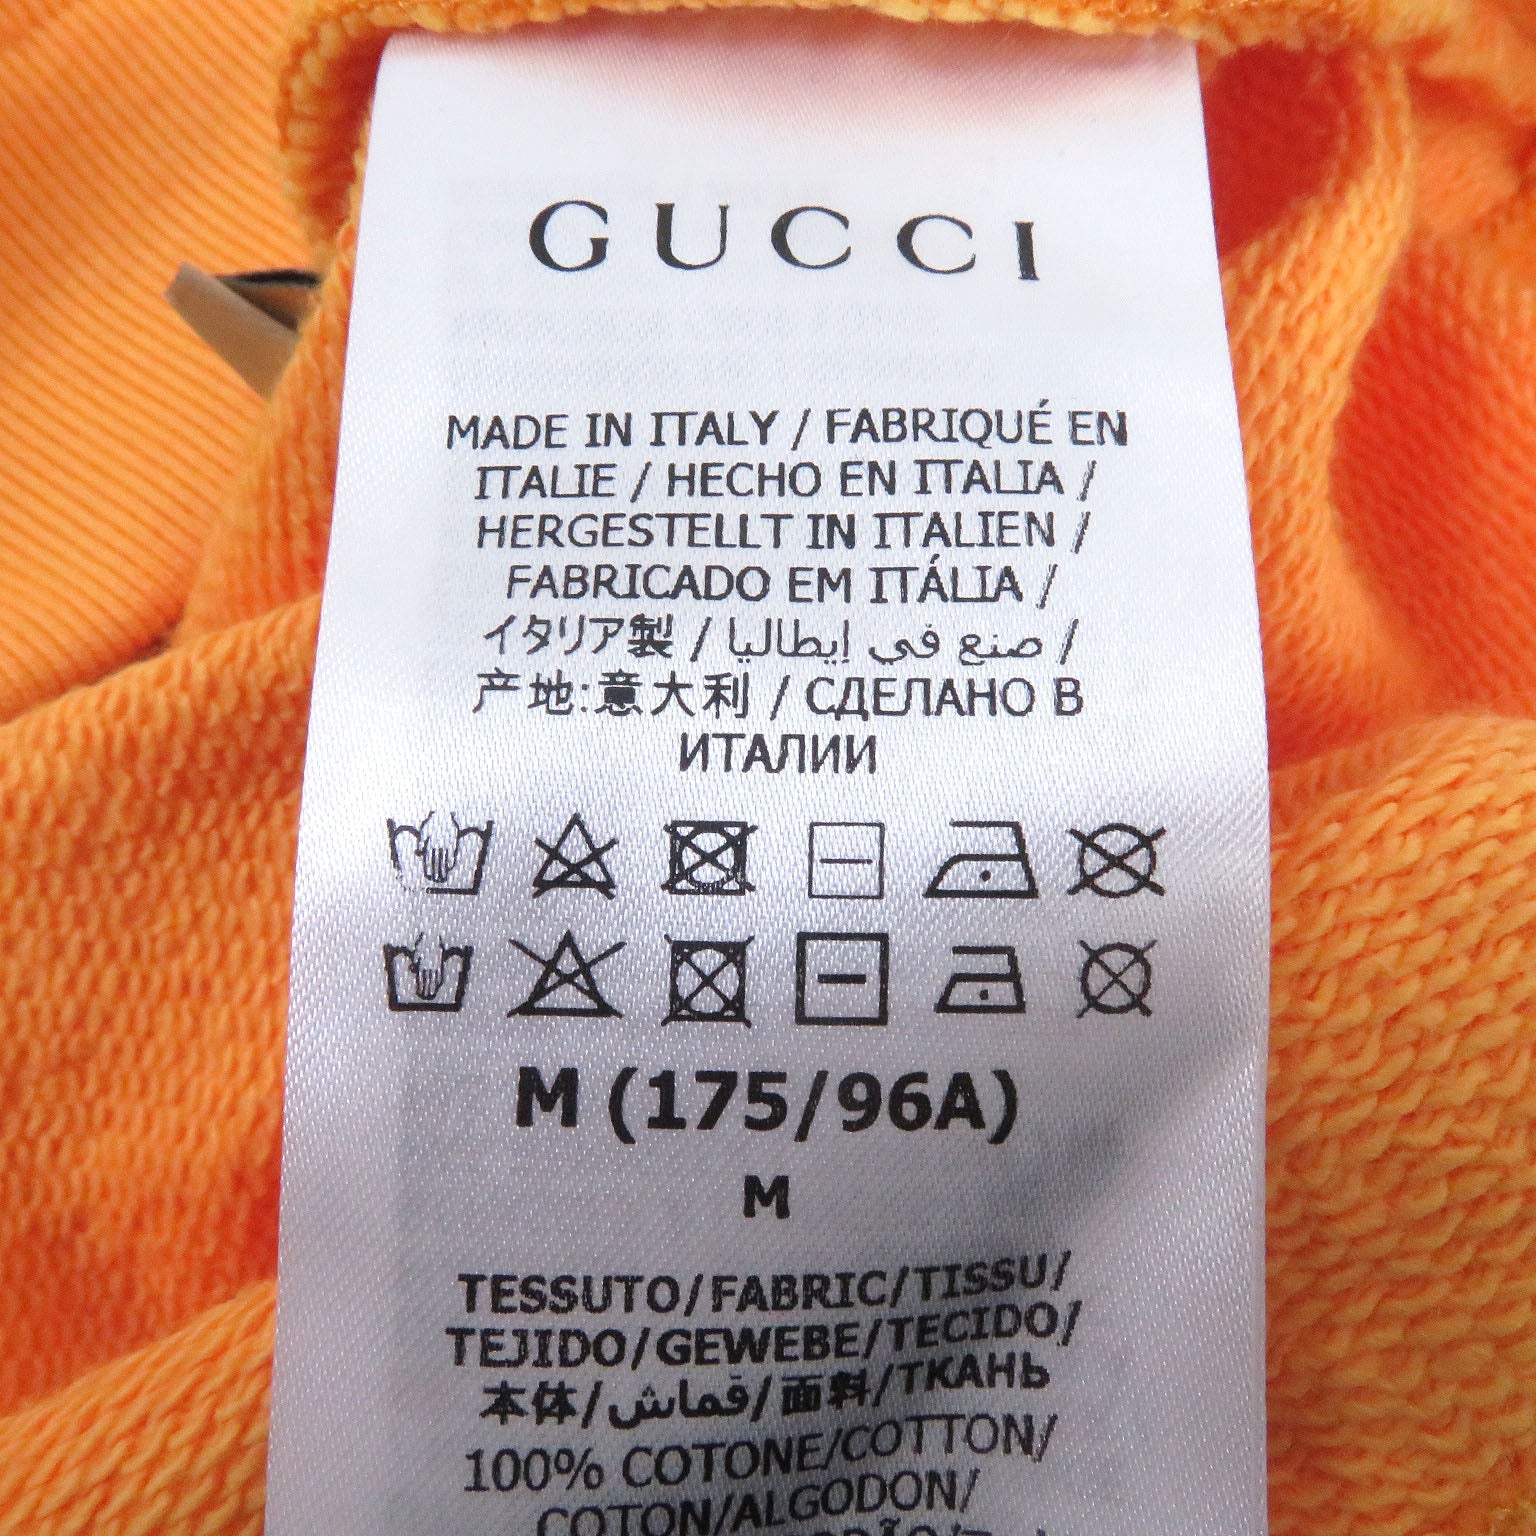 GUCCI
MADE IN ITALY / FABRIQUÉ EN
ITALIE / HECHO EN ITALIA /
HERGESTELLT IN ITALIEN /
FABRICADO EM ITÁLIA /
イタリア製 / صنع في إيطاليا /
产地:意大利 / СДЕЛАНО В
ИТАЛИИ
M (175/96A)
M
TESSUTO/FABRIC/TISSU/
TEJIDO/GEWEBE/TECIDO/
本体/قماش/面料/ТКАНЬ
100% COTONE/COTTON/
COTON/ALGODON/